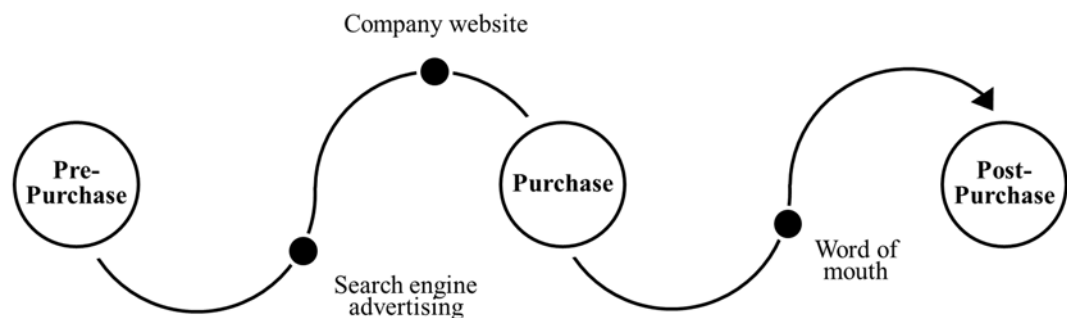 Company website
Pre-
Purchase
Purchase
Post-
Purchase
Search engine
advertising
Word of
mouth